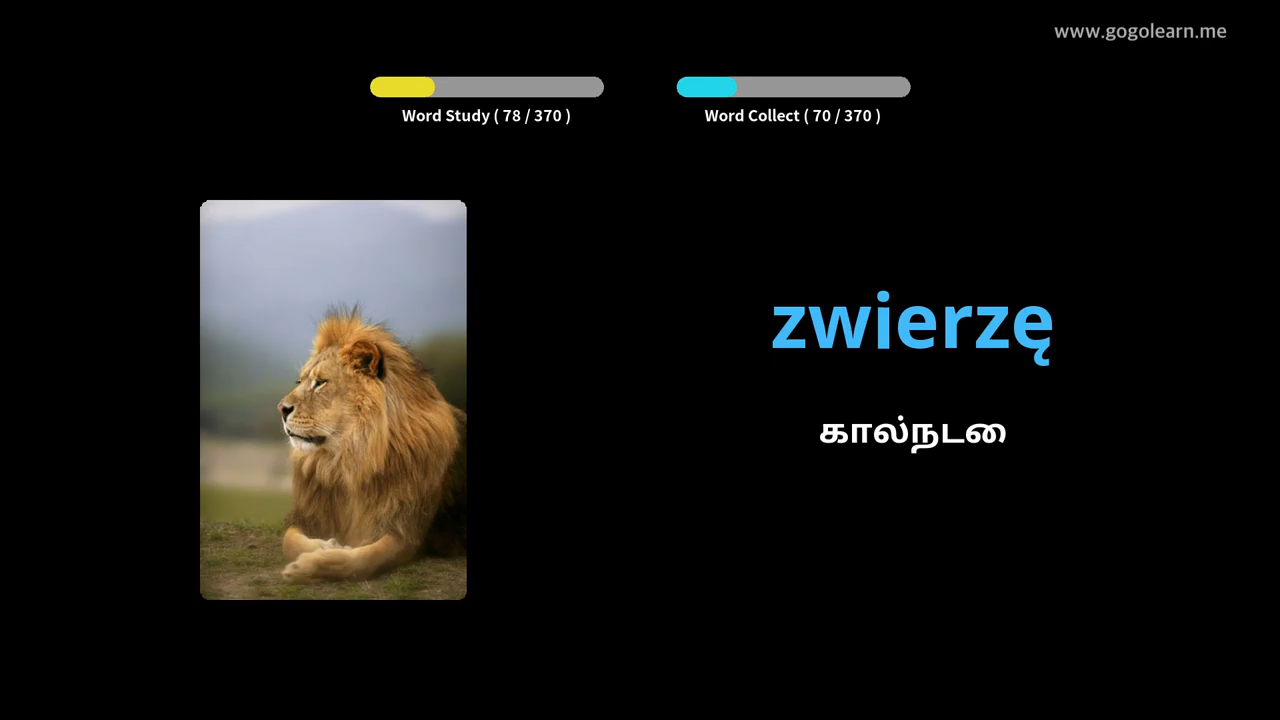 www.gogolearn.me
Word Study ( 78 / 370 )
Word Collect ( 70 / 370 )
zwierzę
கால்நடை